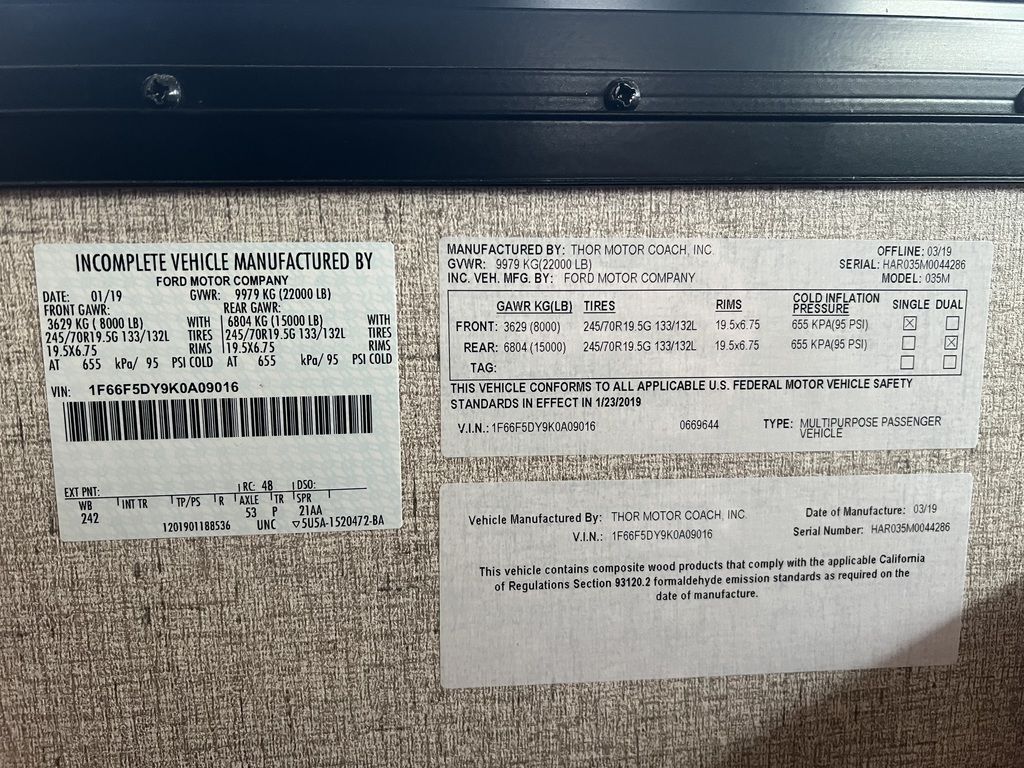 INCOMPLETE VEHICLE MANUFACTURED BY
FORD MOTOR COMPANY
DATE: 01/19 GVWR: 9979 KG (22000 LB)
FRONT GAWR: REAR GAWR:
3629 KG ( 8000 LB) WITH 6804 KG (15000 LB) WITH
245/70R19.5G 133/132L TIRES 245/70R19.5G 133/132L TIRES
19.5x6.75 RIMS 19.5x6.75 RIMS
AT 655 kPa/ 95 PSI COLD AT 655 kPa/ 95 PSI COLD
VIN: 1F66F5DY9K0A09016
EXT PNT: RC: 48 DSO:
WB INT TR TP/PS R AXLE TR SPR
242 53 P 21AA
1201901188536 UNC ▽5U5A-1520472-BA
MANUFACTURED BY: THOR MOTOR COACH, INC OFFLINE: 03/19
GVWR: 9979 KG(22000 LB) SERIAL: HAR035M0044286
INC. VEH. MFG. BY: FORD MOTOR COMPANY MODEL: 035M
GAWR KG(LB) TIRES RIMS COLD INFLATION PRESSURE SINGLE DUAL
FRONT: 3629 (8000) 245/70R19.5G 133/132L 19.5x6.75 655 KPA(95 PSI) ☒ ☐
REAR: 6804 (15000) 245/70R19.5G 133/132L 19.5x6.75 655 KPA(95 PSI) ☐ ☒
TAG: ☐ ☐
THIS VEHICLE CONFORMS TO ALL APPLICABLE U.S. FEDERAL MOTOR VEHICLE SAFETY
STANDARDS IN EFFECT IN 1/23/2019
V.I.N.: 1F66F5DY9K0A09016 0669644 TYPE: MULTIPURPOSE PASSENGER
VEHICLE
Vehicle Manufactured By: THOR MOTOR COACH, INC. Date of Manufacture: 03/19
V.I.N.: 1F66F5DY9K0A09016 Serial Number: HAR035M0044286
This vehicle contains composite wood products that comply with the applicable California
of Regulations Section 93120.2 formaldehyde emission standards as required on the
date of manufacture.